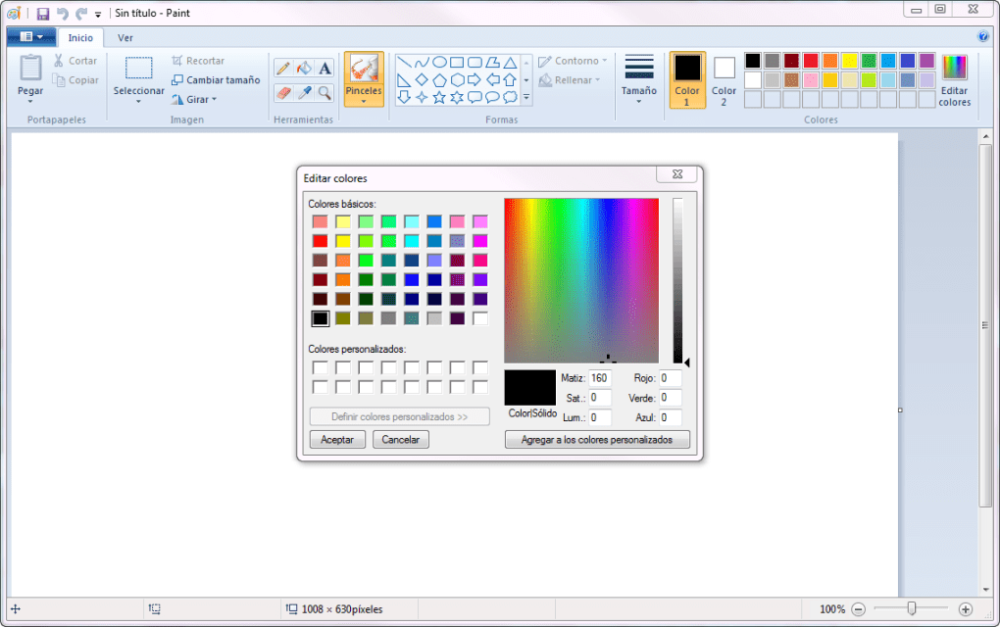 Sin título - Paint
Inicio
Ver
Pegar
Cortar
Copiar
Portapapeles
Seleccionar
Recortar
Cambiar tamaño
Girar
Imagen
A
Herramientas
Pinceles
Formas
Contorno
Rellenar
Tamaño
Color
1
Color
2
Colores
Editar
colores
Editar colores
Colores básicos:
Colores personalizados:
Definir colores personalizados >>
Aceptar
Cancelar
Color|Sólido
Matiz: 160
Sat.: 0
Lum.: 0
Rojo: 0
Verde: 0
Azul: 0
Agregar a los colores personalizados
1008 × 630píxeles
100%